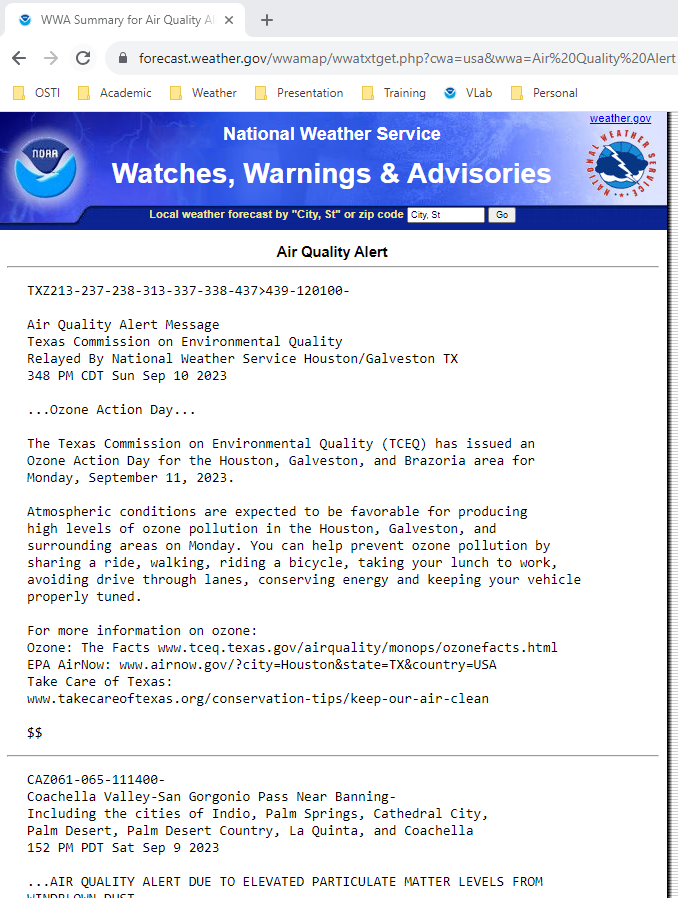 WWA Summary for Air Quality Al
forecast.weather.gov/wwamap/wwatxtget.php?cwa=usa&wwa=Air%20Quality%20Alert
OSTI Academic Weather Presentation Training VLab Personal
weather.gov
NOAA
National Weather Service
NATIONAL WEATHER SERVICE
Watches, Warnings & Advisories
Local weather forecast by "City, St" or zip code City, St Go
Air Quality Alert
TXZ213-237-238-313-337-338-437>439-120100-
Air Quality Alert Message
Texas Commission on Environmental Quality
Relayed By National Weather Service Houston/Galveston TX
348 PM CDT Sun Sep 10 2023
...Ozone Action Day...
The Texas Commission on Environmental Quality (TCEQ) has issued an
Ozone Action Day for the Houston, Galveston, and Brazoria area for
Monday, September 11, 2023.
Atmospheric conditions are expected to be favorable for producing
high levels of ozone pollution in the Houston, Galveston, and
surrounding areas on Monday. You can help prevent ozone pollution by
sharing a ride, walking, riding a bicycle, taking your lunch to work,
avoiding drive through lanes, conserving energy and keeping your vehicle
properly tuned.
For more information on ozone:
Ozone: The Facts www.tceq.texas.gov/airquality/monops/ozonefacts.html
EPA AirNow: www.airnow.gov/?city=Houston&state=TX&country=USA
Take Care of Texas:
www.takecareoftexas.org/conservation-tips/keep-our-air-clean
$$
CAZ061-065-111400-
Coachella Valley-San Gorgonio Pass Near Banning-
Including the cities of Indio, Palm Springs, Cathedral City,
Palm Desert, Palm Desert Country, La Quinta, and Coachella
152 PM PDT Sat Sep 9 2023
...AIR QUALITY ALERT DUE TO ELEVATED PARTICULATE MATTER LEVELS FROM
WINDBLOWN DUST